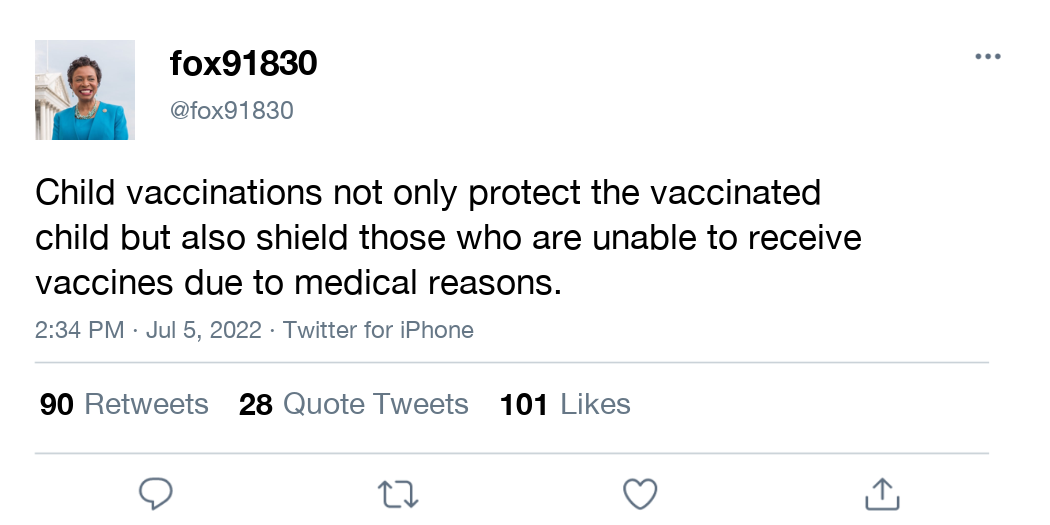 fox91830
@fox91830
Child vaccinations not only protect the vaccinated
child but also shield those who are unable to receive
vaccines due to medical reasons.
2:34 PM · Jul 5, 2022 · Twitter for iPhone
90 Retweets 28 Quote Tweets 101 Likes